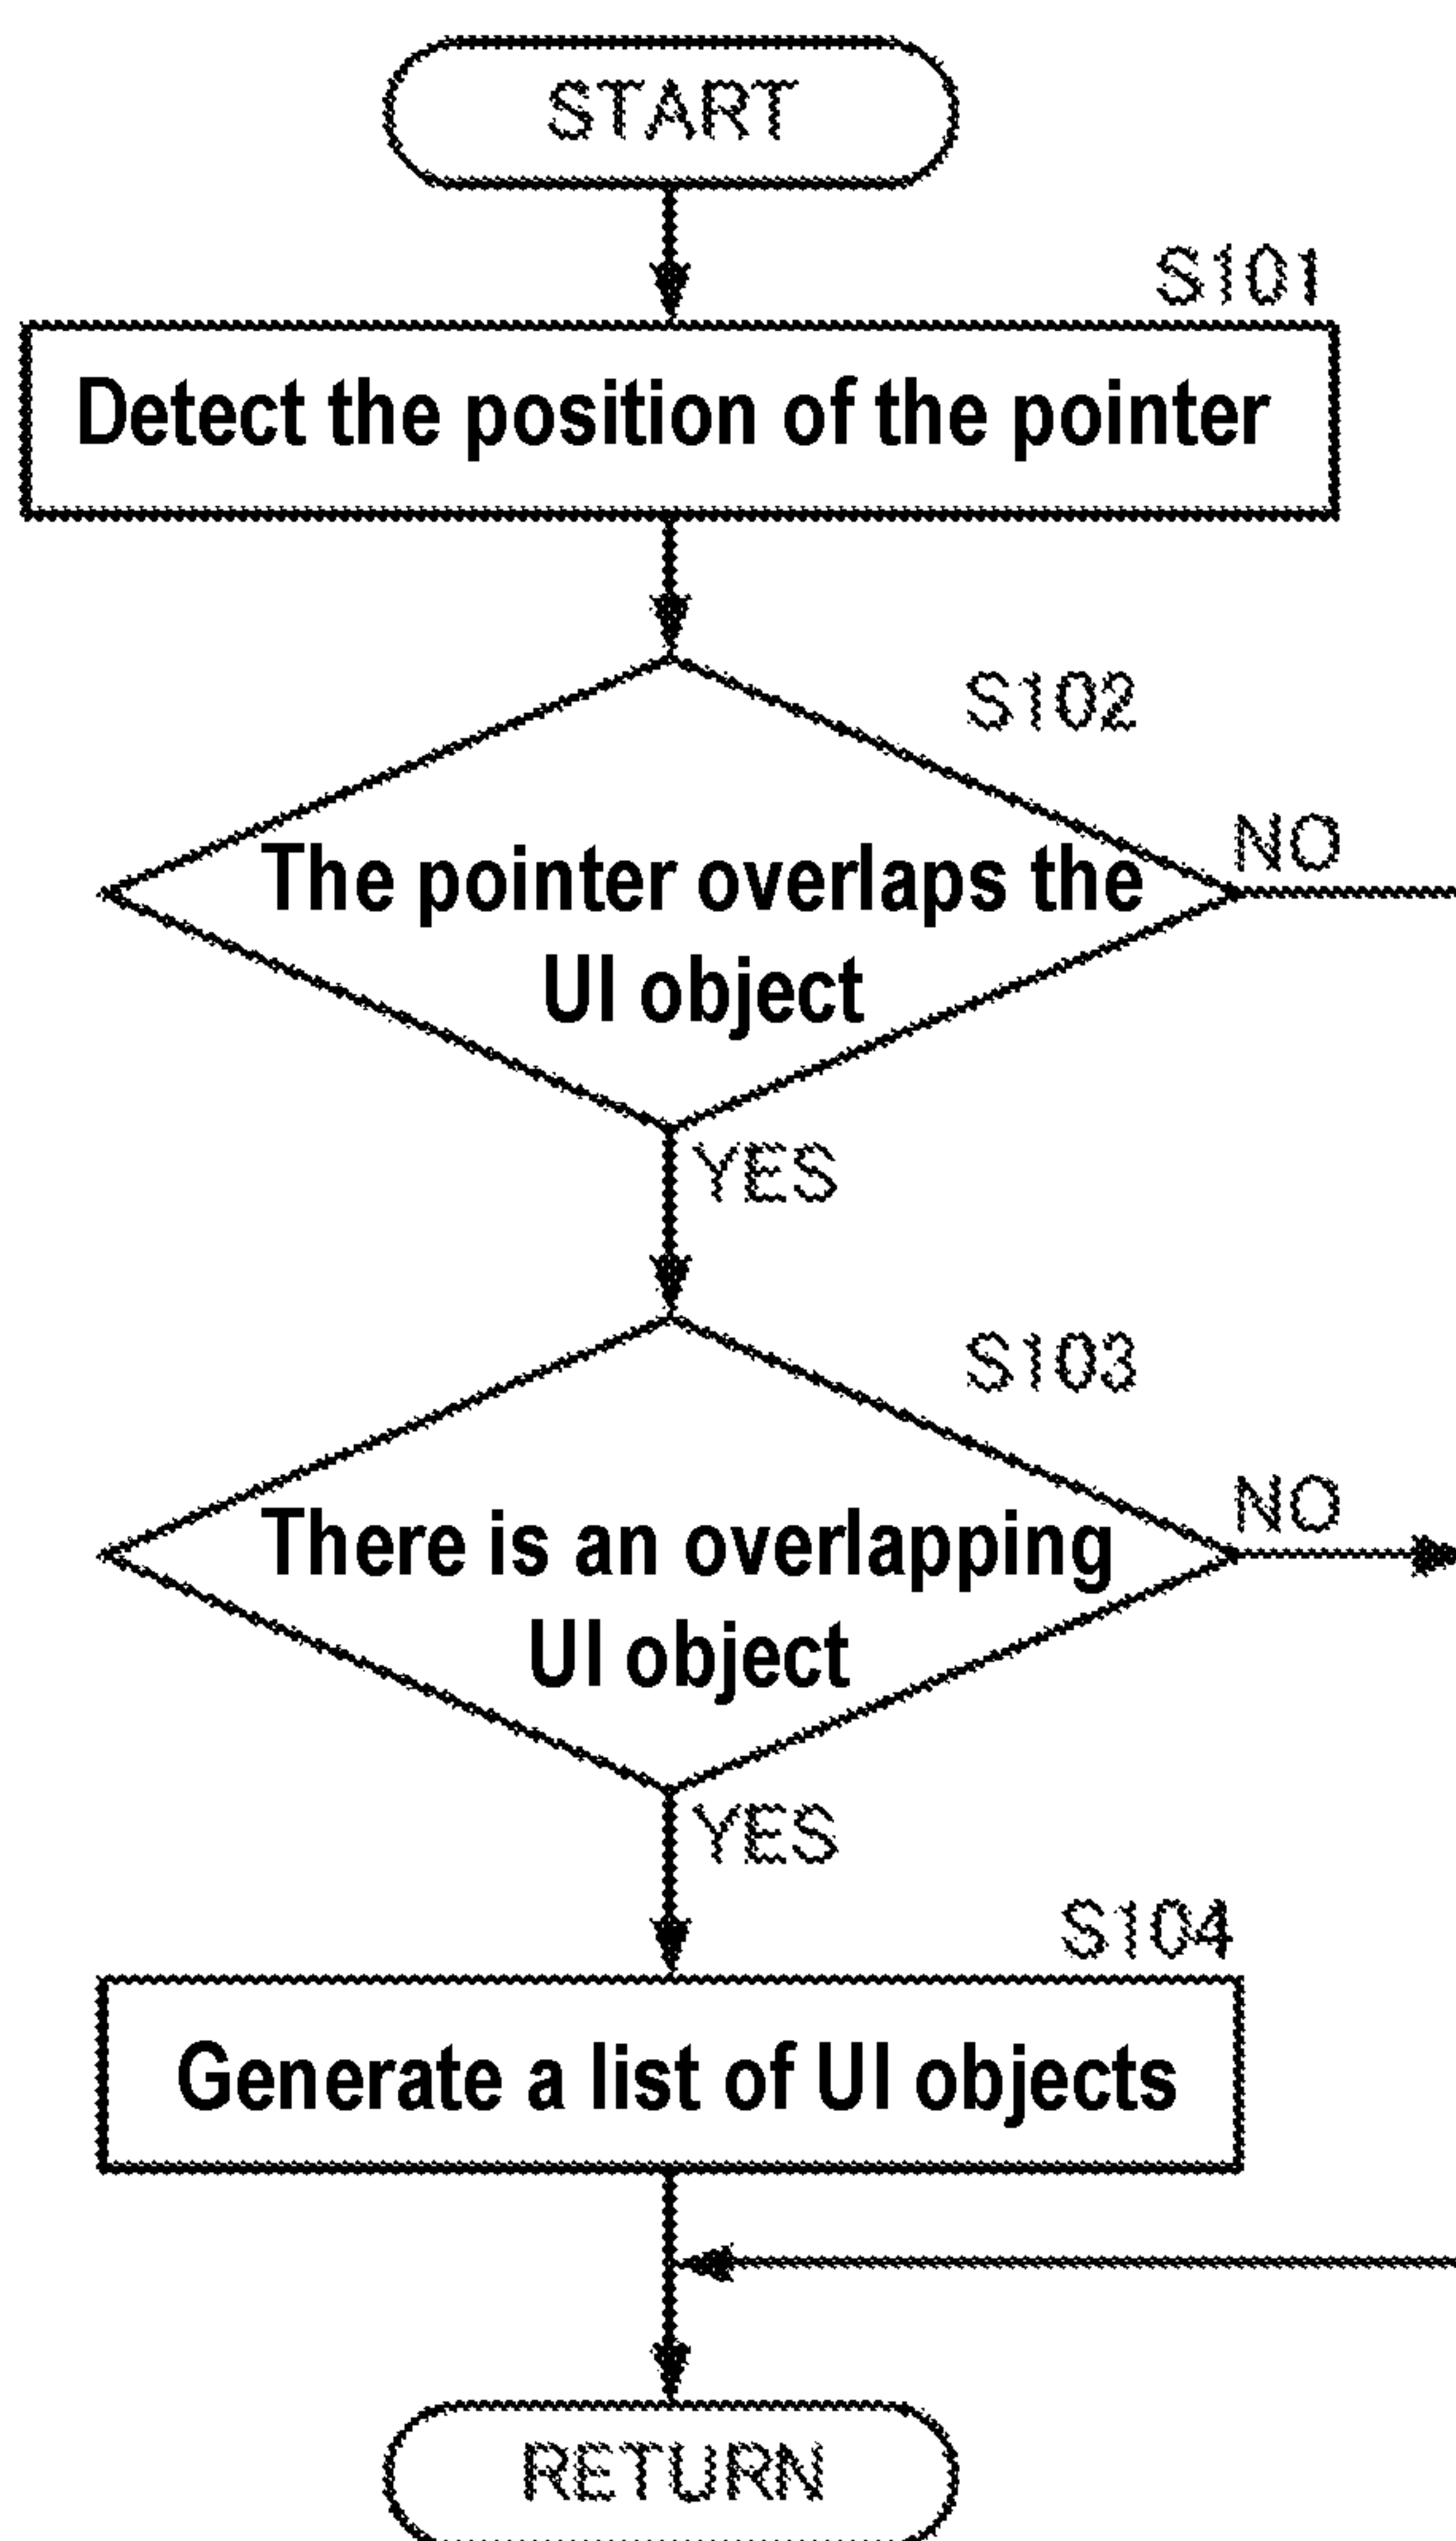 START
S101
Detect the position of the pointer
S102
The pointer overlaps the
UI object
NO
YES
S103
There is an overlapping
UI object
NO
YES
S104
Generate a list of UI objects
RETURN